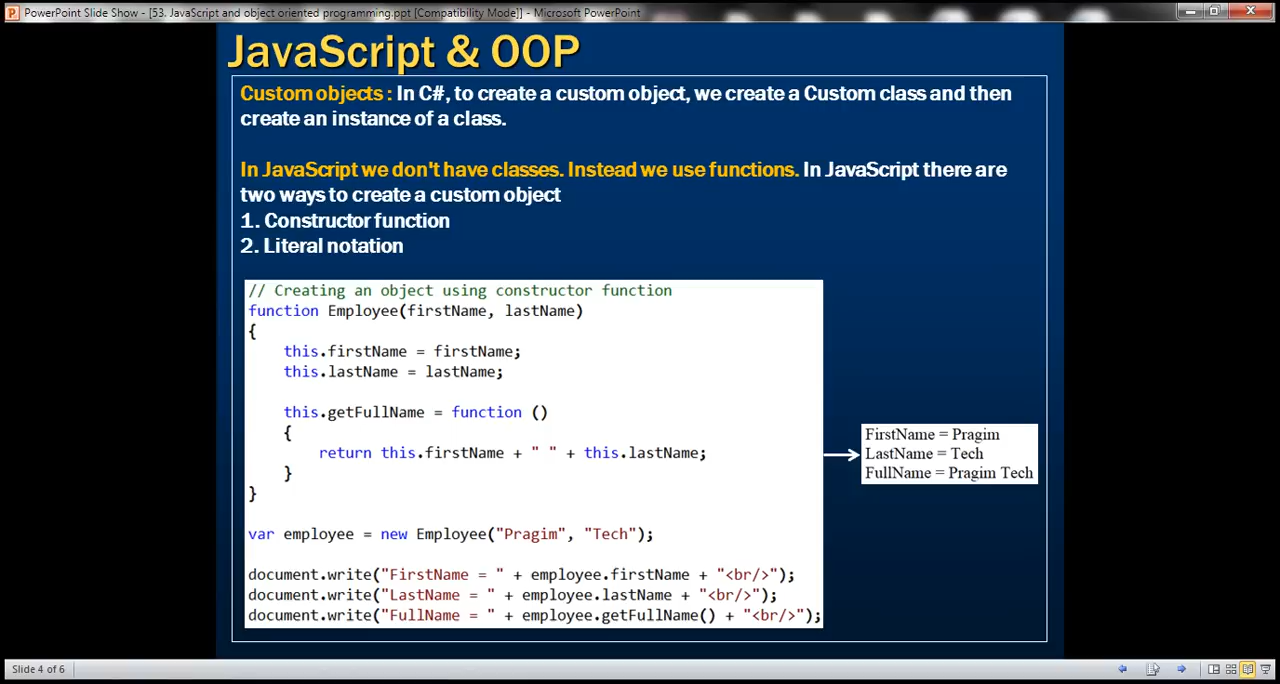 PowerPoint Slide Show - [53. JavaScript and object oriented programming.ppt [Compatibility Mode]] - Microsoft PowerPoint
JavaScript & OOP
Custom objects : In C#, to create a custom object, we create a Custom class and then
create an instance of a class.
In JavaScript we don't have classes. Instead we use functions. In JavaScript there are
two ways to create a custom object
1. Constructor function
2. Literal notation
// Creating an object using constructor function
function Employee(firstName, lastName)
{
    this.firstName = firstName;
    this.lastName = lastName;
    this.getFullName = function ()
    {
        return this.firstName + " " + this.lastName;
    }
}
var employee = new Employee("Pragim", "Tech");
document.write("FirstName = " + employee.firstName + "<br/>");
document.write("LastName = " + employee.lastName + "<br/>");
document.write("FullName = " + employee.getFullName() + "<br/>");
FirstName = Pragim
LastName = Tech
FullName = Pragim Tech
Slide 4 of 6